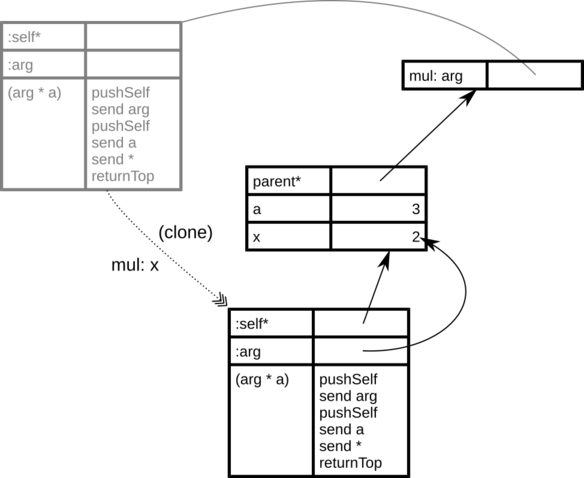 :self*
:arg
(arg * a)
pushSelf
send arg
pushSelf
send a
send *
returnTop
mul: arg
parent*
a 3
x 2
(clone)
mul: x
:self*
:arg
(arg * a)
pushSelf
send arg
pushSelf
send a
send *
returnTop